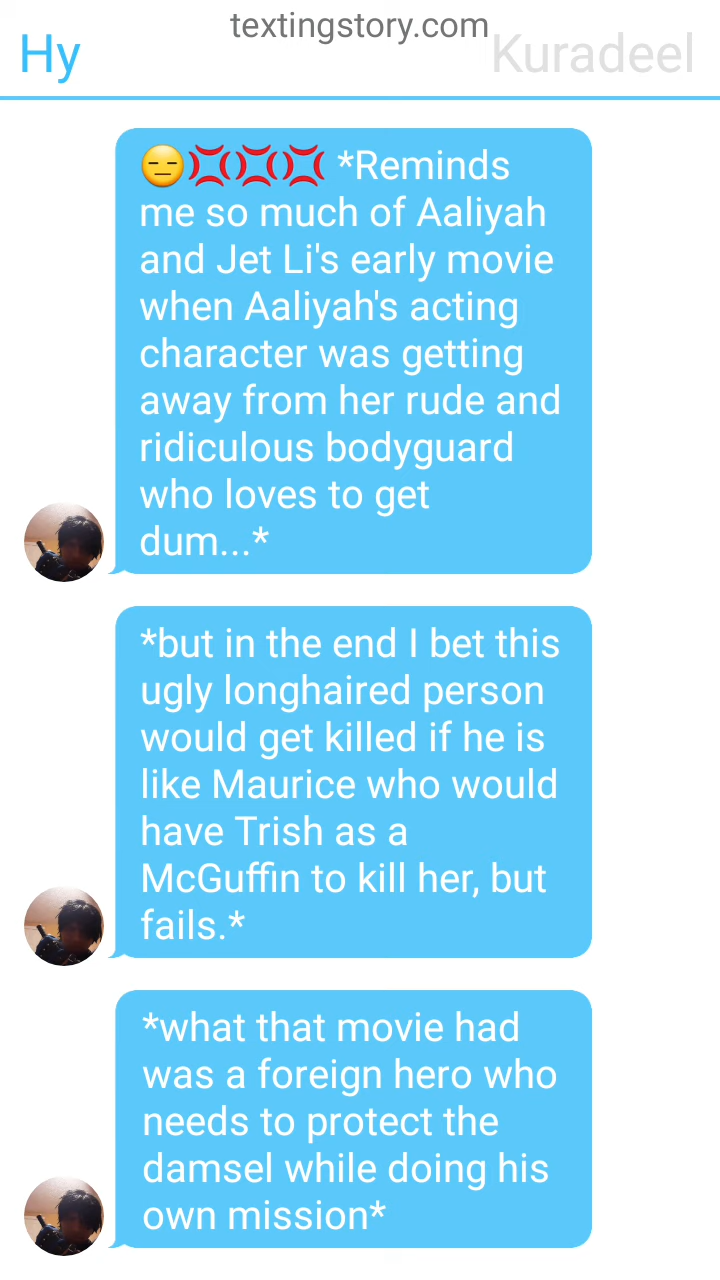 textingstory.com
Hy
Kuradeel
😑💢💢💢 *Reminds
me so much of Aaliyah
and Jet Li's early movie
when Aaliyah's acting
character was getting
away from her rude and
ridiculous bodyguard
who loves to get
dum...*
*but in the end I bet this
ugly longhaired person
would get killed if he is
like Maurice who would
have Trish as a
McGuffin to kill her, but
fails.*
*what that movie had
was a foreign hero who
needs to protect the
damsel while doing his
own mission*